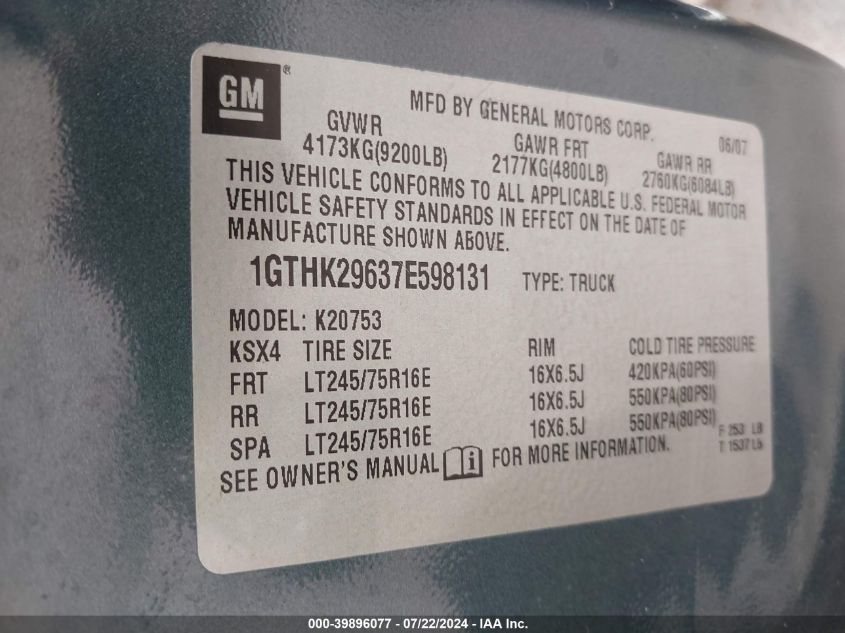 GM®
MFD BY GENERAL MOTORS CORP.
06/07
GVWR GAWR FRT GAWR RR
4173KG(9200LB) 2177KG(4800LB) 2760KG(6084LB)
THIS VEHICLE CONFORMS TO ALL APPLICABLE U.S. FEDERAL MOTOR
VEHICLE SAFETY STANDARDS IN EFFECT ON THE DATE OF
MANUFACTURE SHOWN ABOVE.
1GTHK29637E598131 TYPE: TRUCK
MODEL: K20753
KSX4 TIRE SIZE RIM COLD TIRE PRESSURE
FRT LT245/75R16E 16X6.5J 420KPA(60PSI)
RR LT245/75R16E 16X6.5J 550KPA(80PSI)
SPA LT245/75R16E 16X6.5J 550KPA(80PSI)
F 253 LB
T 1537 LB
SEE OWNER'S MANUAL i FOR MORE INFORMATION.
000-39896077 / 07/22/2024 - IAA Inc.